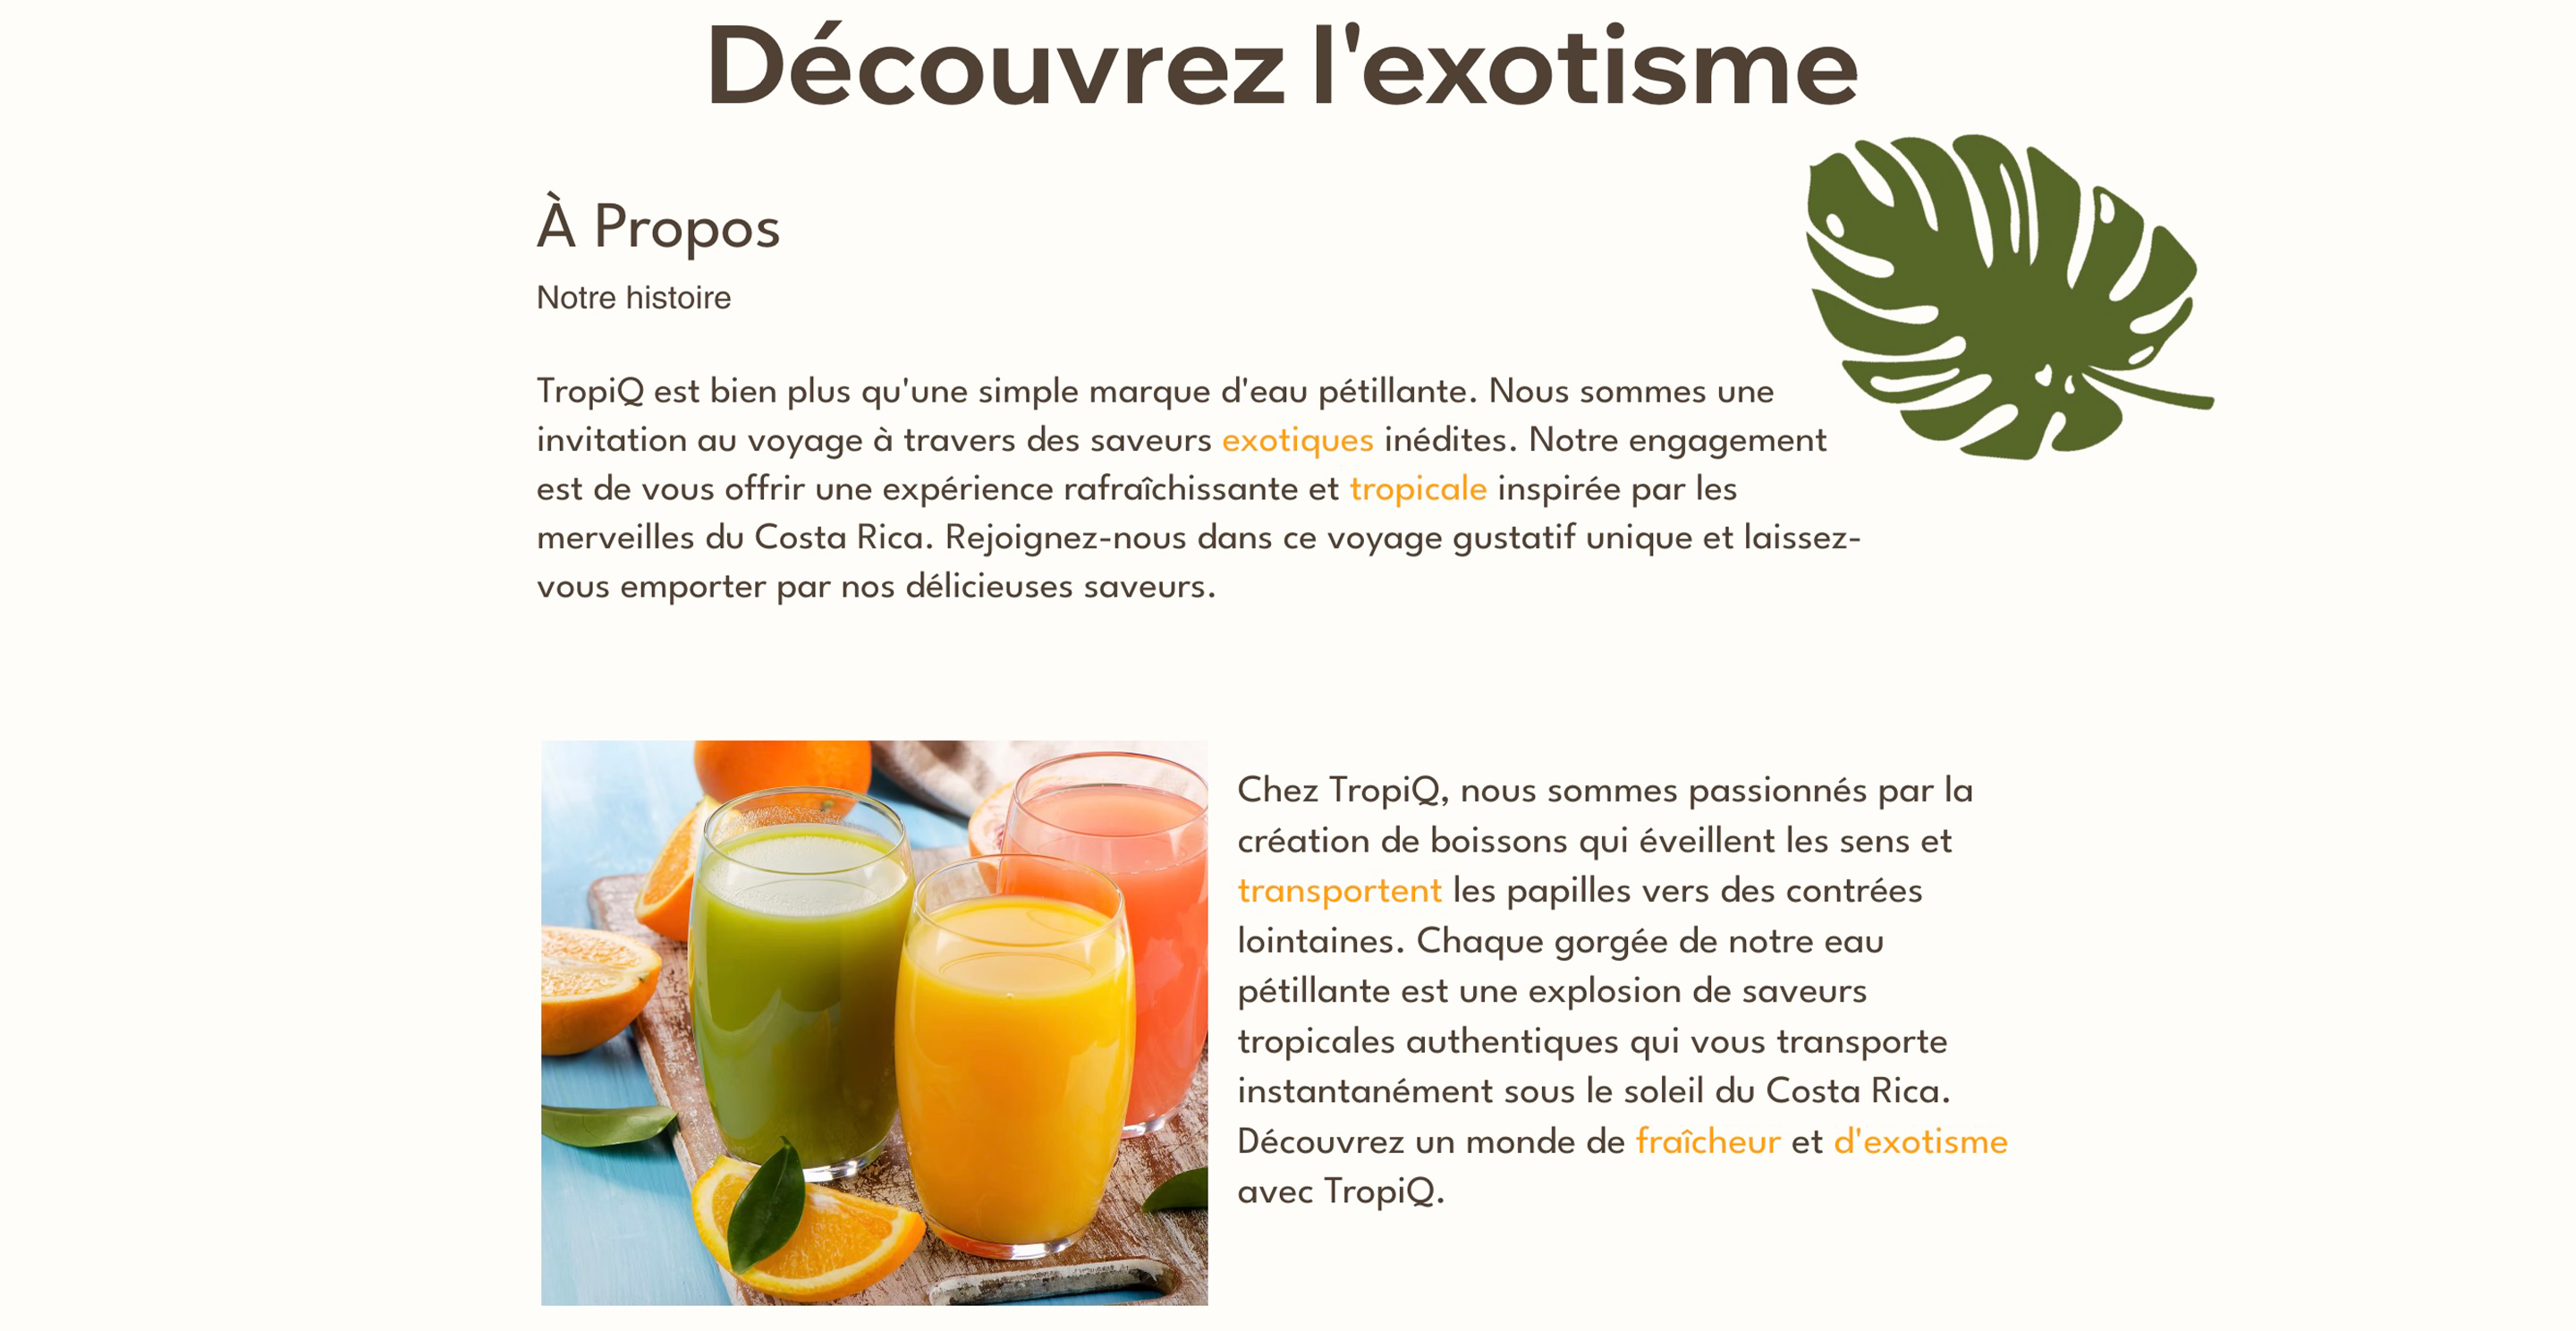 Découvrez l'exotisme
À Propos
Notre histoire
TropiQ est bien plus qu'une simple marque d'eau pétillante. Nous sommes une
invitation au voyage à travers des saveurs exotiques inédites. Notre engagement
est de vous offrir une expérience rafraîchissante et tropicale inspirée par les
merveilles du Costa Rica. Rejoignez-nous dans ce voyage gustatif unique et laissez-
vous emporter par nos délicieuses saveurs.
Chez TropiQ, nous sommes passionnés par la
création de boissons qui éveillent les sens et
transportent les papilles vers des contrées
lointaines. Chaque gorgée de notre eau
pétillante est une explosion de saveurs
tropicales authentiques qui vous transporte
instantanément sous le soleil du Costa Rica.
Découvrez un monde de fraîcheur et d'exotisme
avec TropiQ.